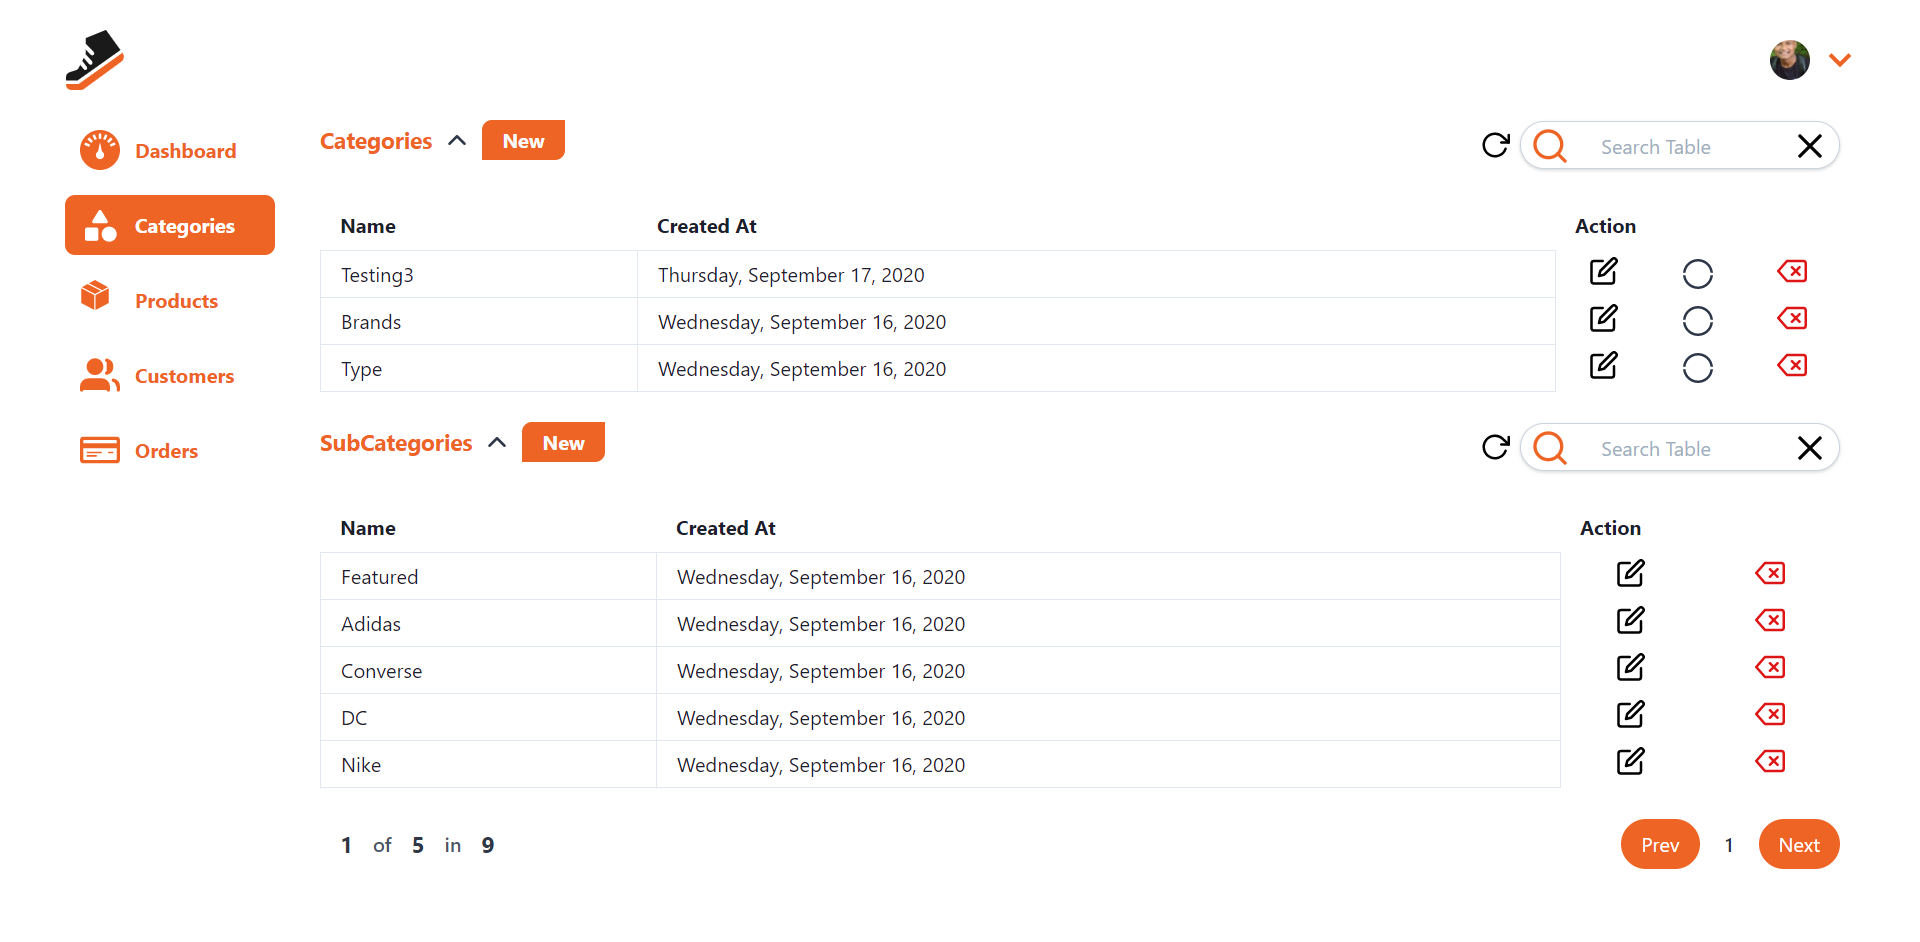 Dashboard
Categories
Products
Customers
Orders
Categories New Search Table
Name Created At Action
Testing3 Thursday, September 17, 2020
Brands Wednesday, September 16, 2020
Type Wednesday, September 16, 2020
SubCategories New Search Table
Name Created At Action
Featured Wednesday, September 16, 2020
Adidas Wednesday, September 16, 2020
Converse Wednesday, September 16, 2020
DC Wednesday, September 16, 2020
Nike Wednesday, September 16, 2020
1 of 5 in 9 Prev 1 Next